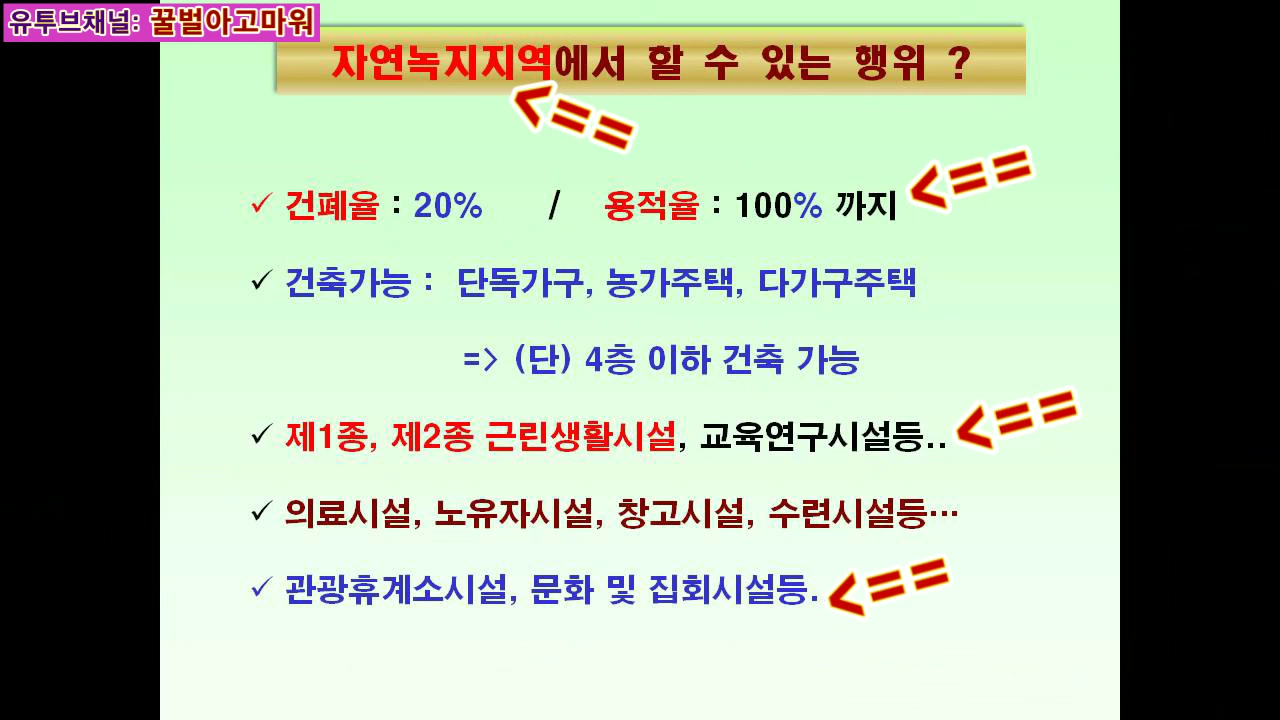 유투브채널: 꿀벌아고마워
자연녹지지역에서 할 수 있는 행위 ?
<==
✓ 건폐율 : 20% / 용적율 : 100% 까지 <==
✓ 건축가능 : 단독가구, 농가주택, 다가구주택
=> (단) 4층 이하 건축 가능
✓ 제1종, 제2종 근린생활시설, 교육연구시설등.. <==
✓ 의료시설, 노유자시설, 창고시설, 수련시설등…
✓ 관광휴계소시설, 문화 및 집회시설등. <==